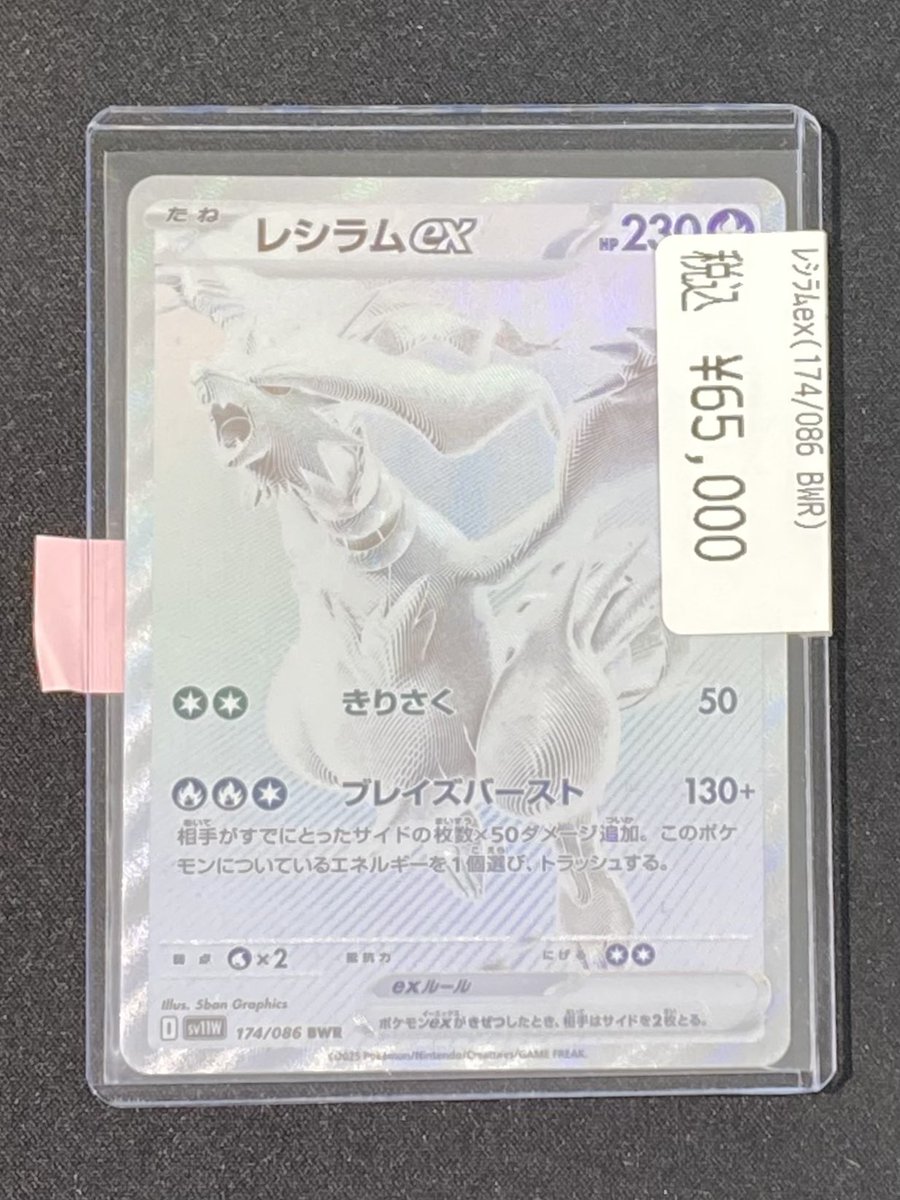 たね
レシラムex
HP 230
きりさく 50
ブレイズバースト 130+
相手がすでにとったサイドの枚数×50ダメージ追加。このポケ
モンについているエネルギーを1個選び、トラッシュする。
弱点 ×2 抵抗力 にげる
exルール
ポケモンexがきぜつしたとき、相手はサイドを2枚とる。
Illus. 5ban Graphics
I sv11W 174/086 BWR
©2025 Pokémon/Nintendo/Creatures/GAME FREAK.
レシラムex(174/086 BWR)
税込 ¥65,000